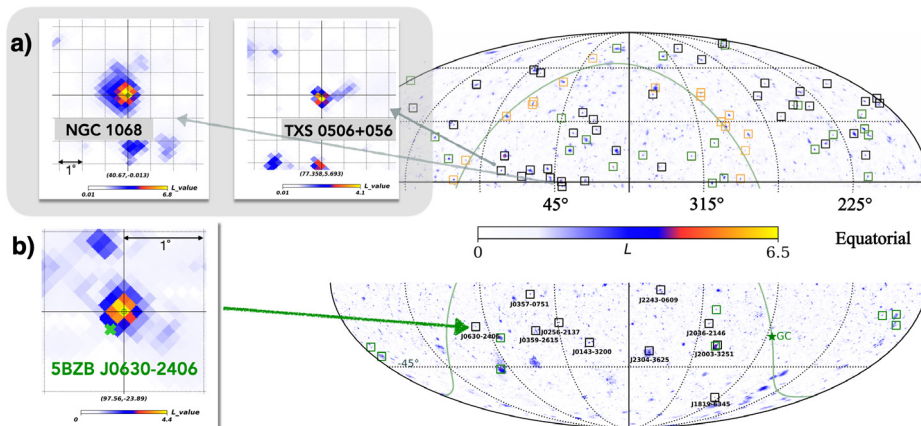 a)
NGC 1068
1°
(40.67,-0.013)
L_value
0.01
6.8
TXS 0506+056
(77.358,5.693)
L_value
0.01
4.1
45°
315°
225°
0
L
6.5
Equatorial
b)
1°
5BZB J0630-2406
(97.56,-23.89)
L_value
0
4.4
J0357-0751
J2243-0609
J0630-2406
J0256-2137
J0359-2615
J0143-3200
J2036-2146
J2304-3625
J2003-3251
GC
-45°
J1819-6345